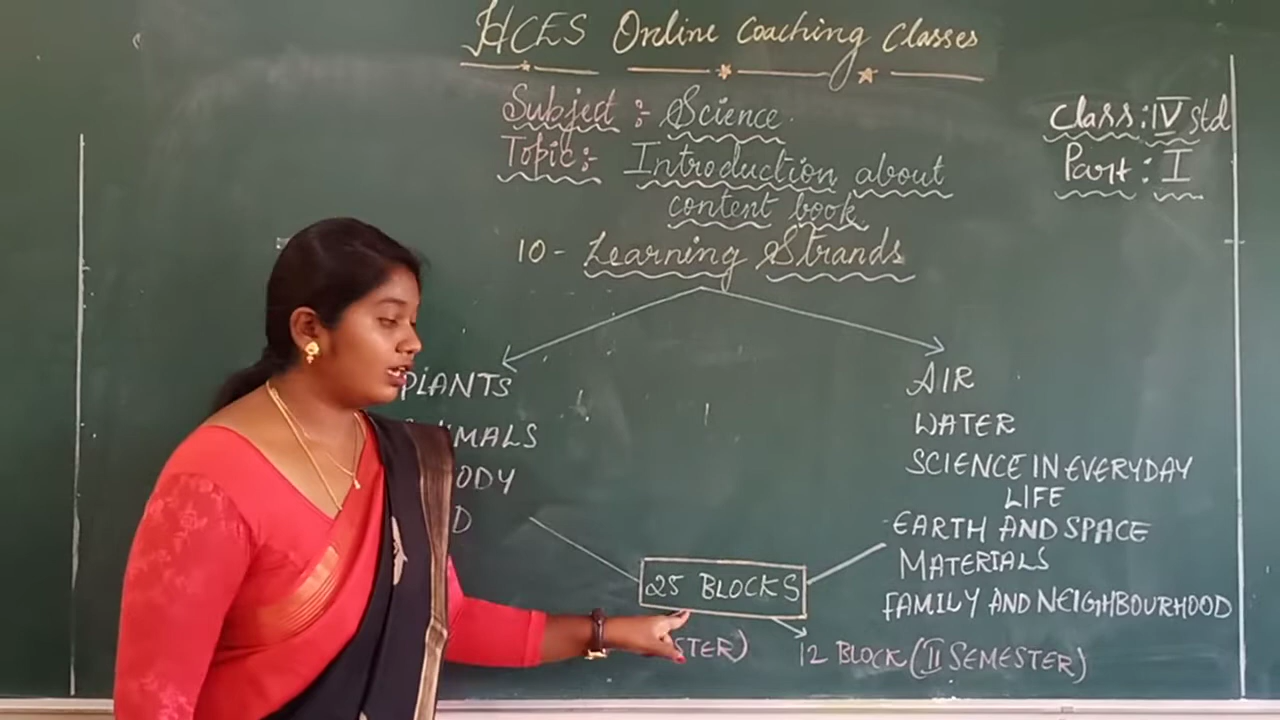 HCES Online Coaching Classes
Subject :- Science
Class: IV std
Topic:- Introduction about
Part: I
content book
10 - Learning Strands
PLANTS
AIR
WATER
SCIENCE IN EVERYDAY
LIFE
EARTH AND SPACE
MATERIALS
25 BLOCKS
FAMILY AND NEIGHBOURHOOD
12 BLOCK (II SEMESTER)